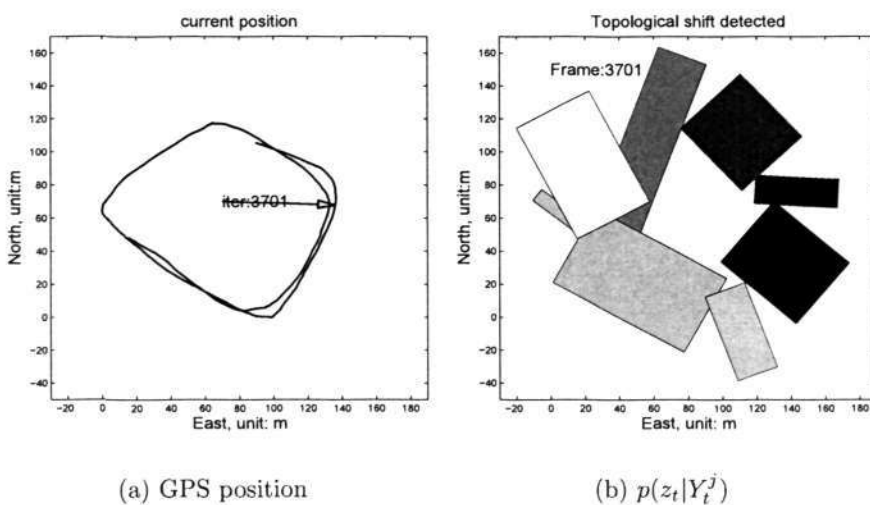 current position
160
140
120
100
80
60
40
20
0
−20
−40
North, unit:m
iter:3701
−20 0 20 40 60 80 100 120 140 160 180
East, unit: m
(a) GPS position
Topological shift detected
160
140
120
100
80
60
40
20
0
−20
−40
North, unit:m
Frame:3701
−20 0 20 40 60 80 100 120 140 160 180
East, unit: m
(b) p(z_t|Y_t^j)